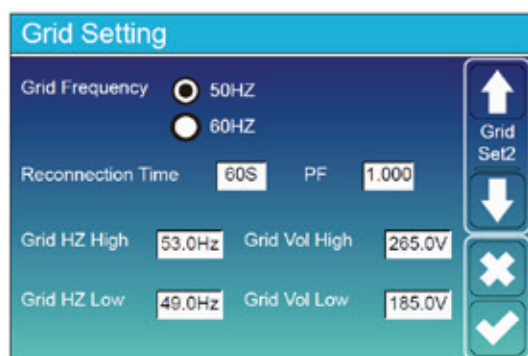 Grid Setting
Grid Frequency 50HZ
60HZ
Grid Set2
Reconnection Time 60S PF 1.000
Grid HZ High 53.0Hz Grid Vol High 265.0V
Grid HZ Low 49.0Hz Grid Vol Low 185.0V